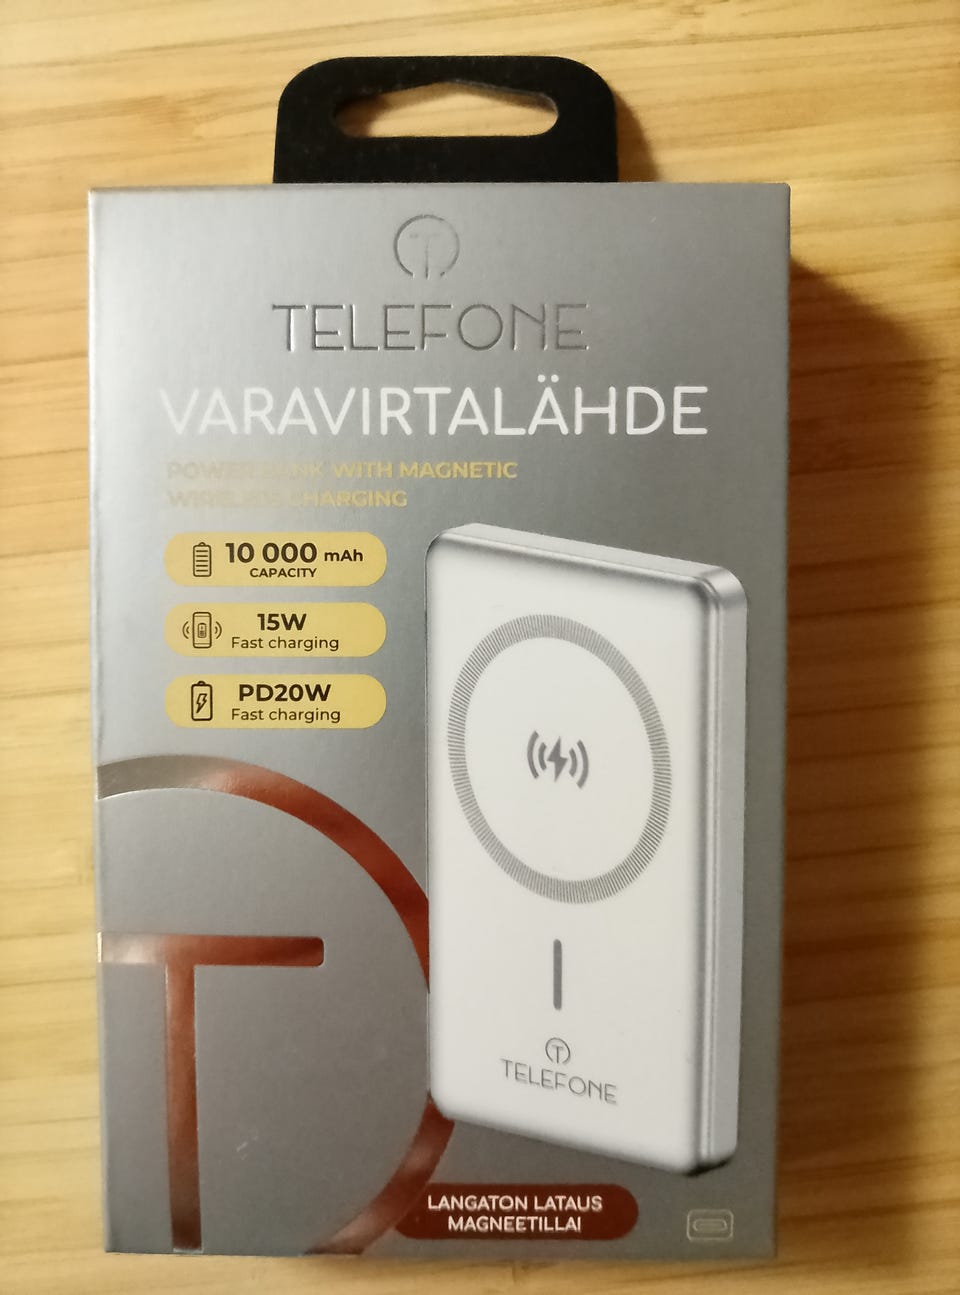 TELEFONE
VARAVIRTALÄHDE
POWER BANK WITH MAGNETIC
WIRELESS CHARGING
10 000 mAh
CAPACITY
15W
Fast charging
PD20W
Fast charging
TELEFONE
LANGATON LATAUS
MAGNEETILLA!